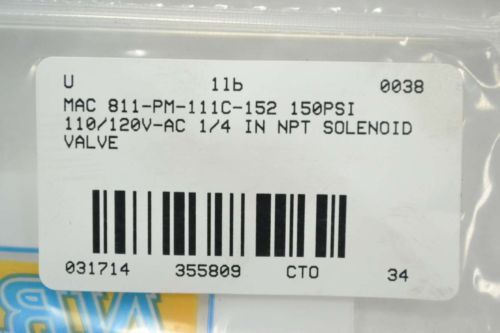 U 1lb 0038
MAC 811-PM-111C-152 150PSI
110/120V-AC 1/4 IN NPT SOLENOID
VALVE
031714 355809 CTO 34